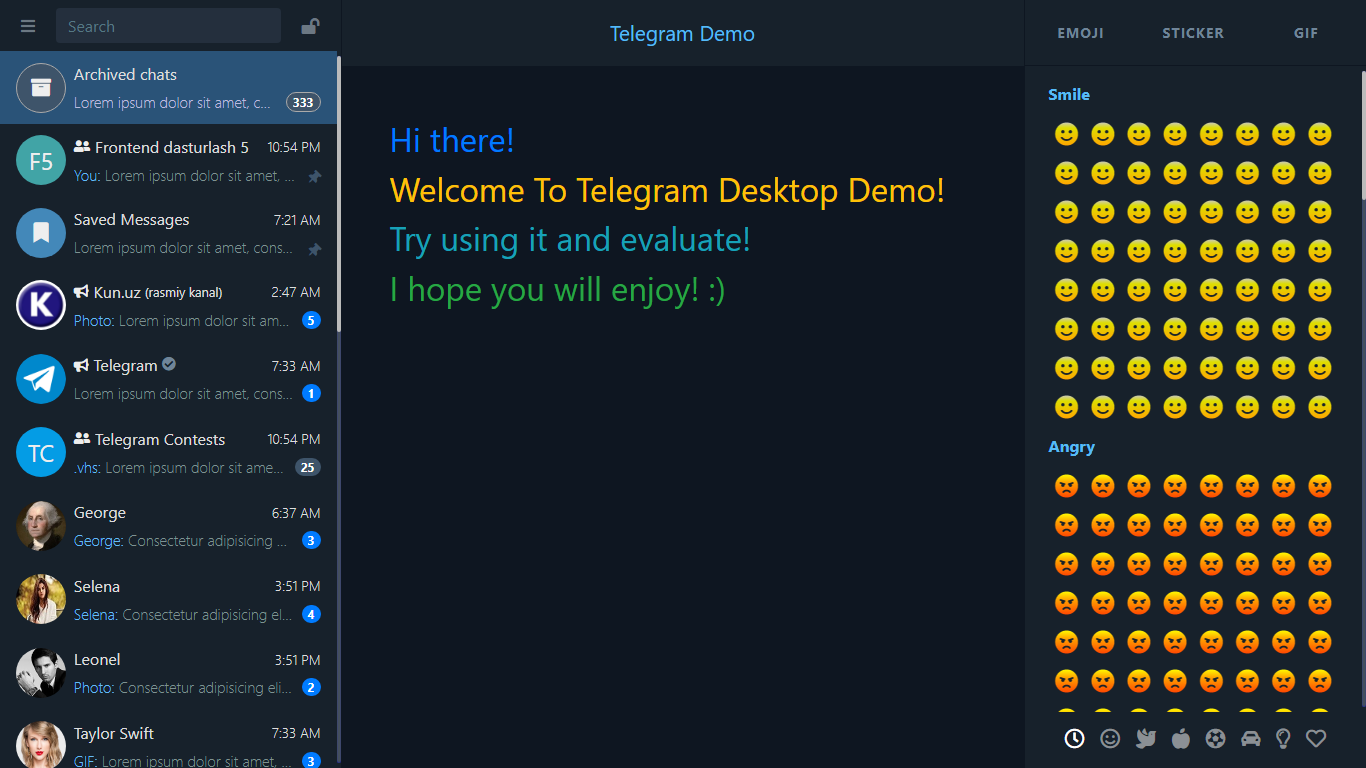 Search
Archived chats
Lorem ipsum dolor sit amet, c...
333
F5
Frontend dasturlash 5
10:54 PM
You: Lorem ipsum dolor sit amet, ...
Saved Messages
7:21 AM
Lorem ipsum dolor sit amet, cons...
K
Kun.uz (rasmiy kanal)
2:47 AM
Photo: Lorem ipsum dolor sit am...
5
Telegram
7:33 AM
Lorem ipsum dolor sit amet, cons...
1
TC
Telegram Contests
10:54 PM
.vhs: Lorem ipsum dolor sit ame...
25
George
6:37 AM
George: Consectetur adipisicing ...
3
Selena
3:51 PM
Selena: Consectetur adipisicing el...
4
Leonel
3:51 PM
Photo: Consectetur adipisicing eli...
2
Taylor Swift
7:33 AM
GIF: Lorem ipsum dolor sit amet, ...
3
Telegram Demo
Hi there!
Welcome To Telegram Desktop Demo!
Try using it and evaluate!
I hope you will enjoy! :)
EMOJI
STICKER
GIF
Smile
Angry